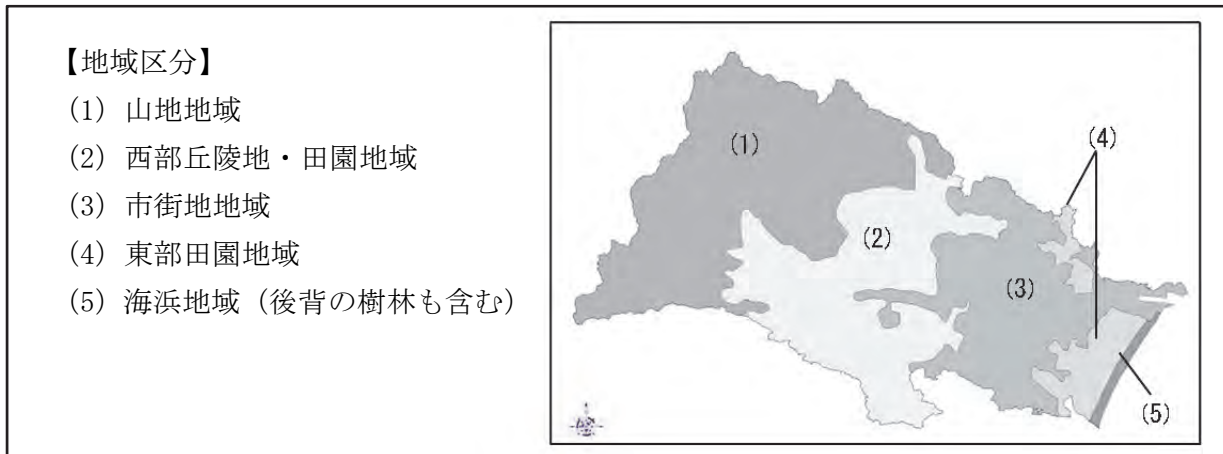 【地域区分】
(1) 山地地域
(2) 西部丘陵地・田園地域
(3) 市街地地域
(4) 東部田園地域
(5) 海浜地域（後背の樹林も含む）
(1)
(2)
(3)
(4)
(5)